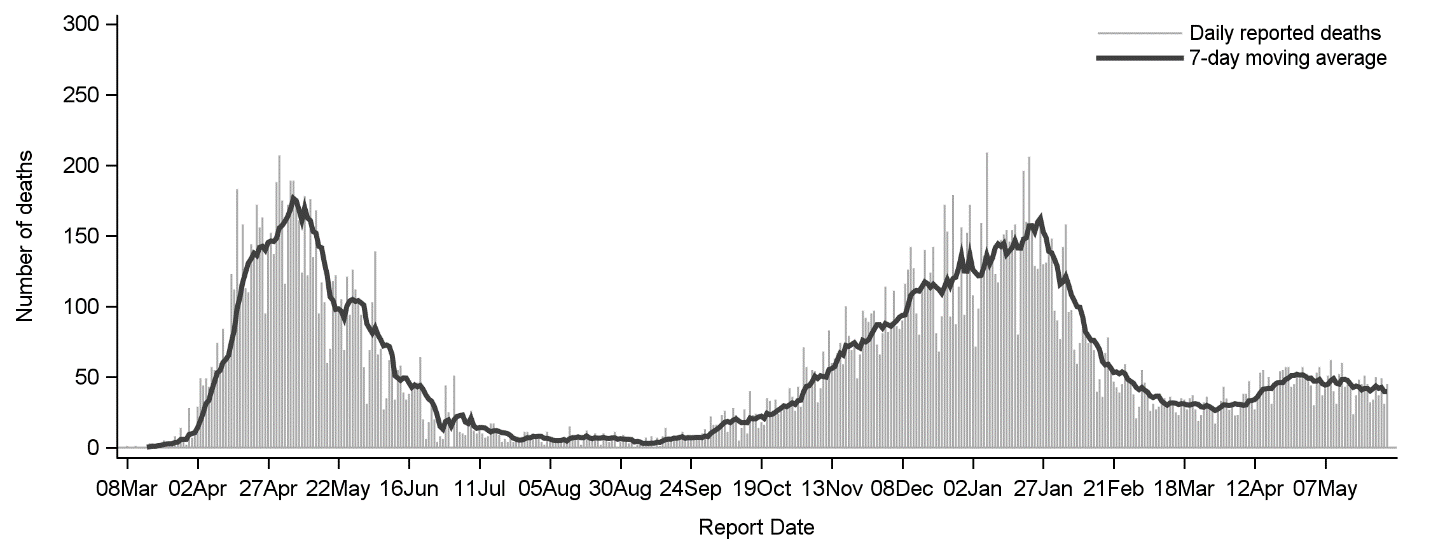 300
Daily reported deaths
7-day moving average
250
200
150
100
50
0
Number of deaths
08Mar 02Apr 27Apr 22May 16Jun 11Jul 05Aug 30Aug 24Sep 19Oct 13Nov 08Dec 02Jan 27Jan 21Feb 18Mar 12Apr 07May
Report Date